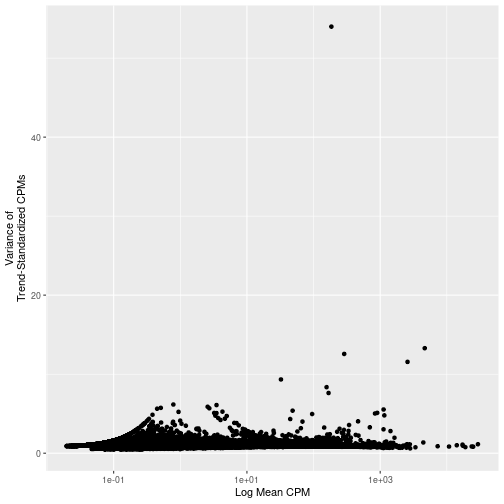 Variance of
Trend-Standardized CPMs
40
20
0
1e-01
1e+01
1e+03
Log Mean CPM